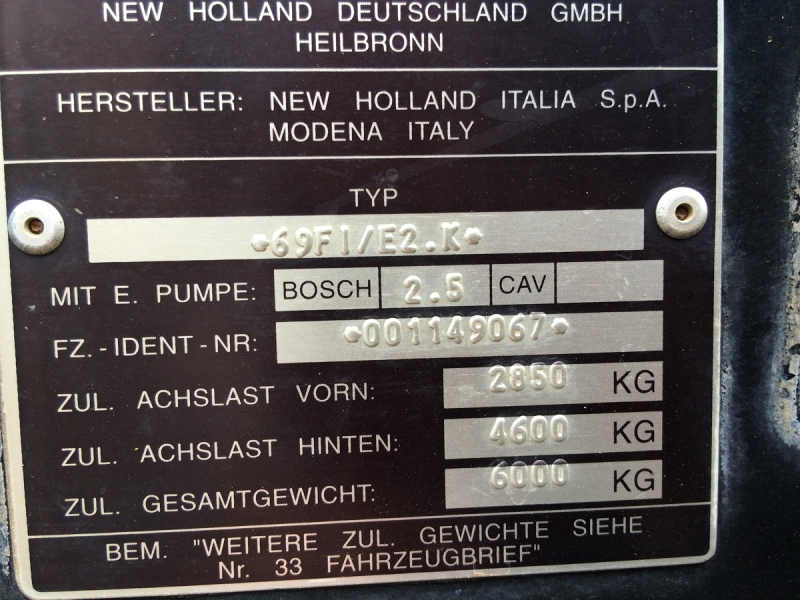 NEW HOLLAND DEUTSCHLAND GMBH
HEILBRONN
HERSTELLER: NEW HOLLAND ITALIA S.p.A.
MODENA ITALY
TYP
*69FI/E2.K*
MIT E. PUMPE: BOSCH 2.5 CAV
FZ.-IDENT-NR: *001149067*
ZUL. ACHSLAST VORN: 2850 KG
ZUL. ACHSLAST HINTEN: 4600 KG
ZUL. GESAMTGEWICHT: 6000 KG
BEM. "WEITERE ZUL. GEWICHTE SIEHE
Nr. 33 FAHRZEUGBRIEF"